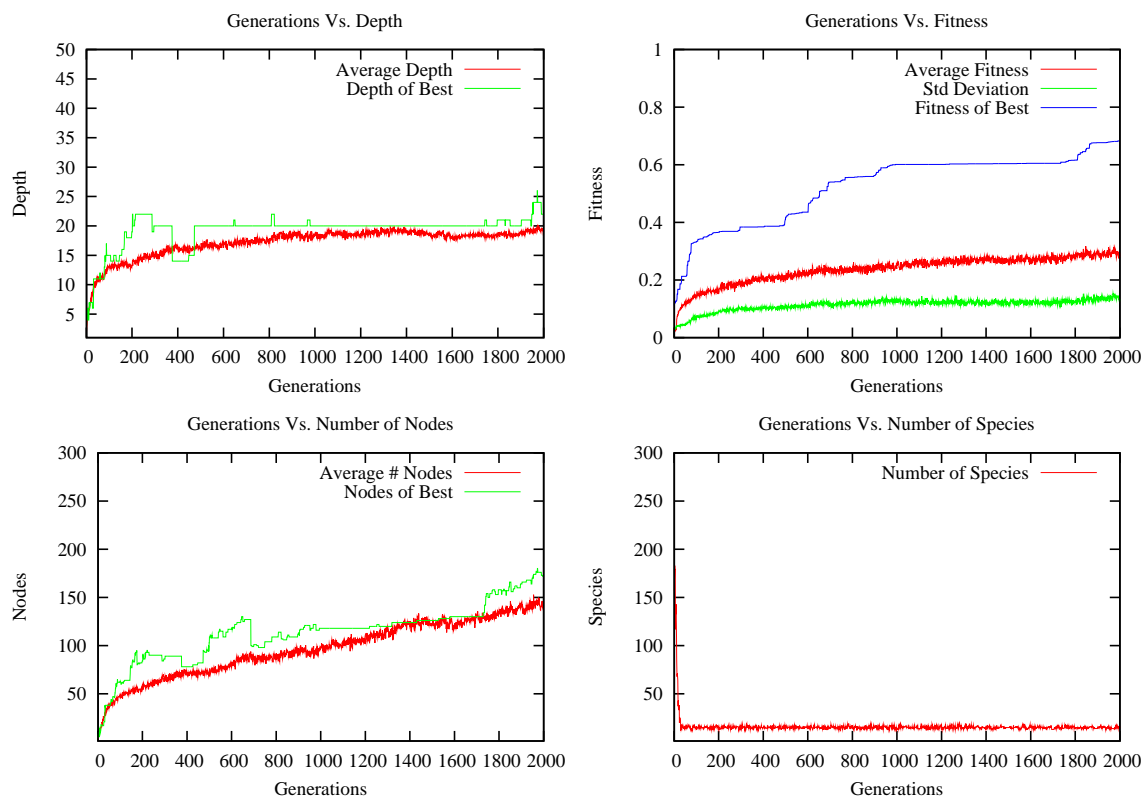 Generations Vs. Depth
50
45
40
35
30
25
20
15
10
5
Depth
Average Depth
Depth of Best
0 200 400 600 800 1000 1200 1400 1600 1800 2000
Generations
Generations Vs. Fitness
1
0.8
0.6
0.4
0.2
0
Fitness
Average Fitness
Std Deviation
Fitness of Best
0 200 400 600 800 1000 1200 1400 1600 1800 2000
Generations
Generations Vs. Number of Nodes
300
250
200
150
100
50
Nodes
Average # Nodes
Nodes of Best
0 200 400 600 800 1000 1200 1400 1600 1800 2000
Generations
Generations Vs. Number of Species
300
250
200
150
100
50
Species
Number of Species
0 200 400 600 800 1000 1200 1400 1600 1800 2000
Generations